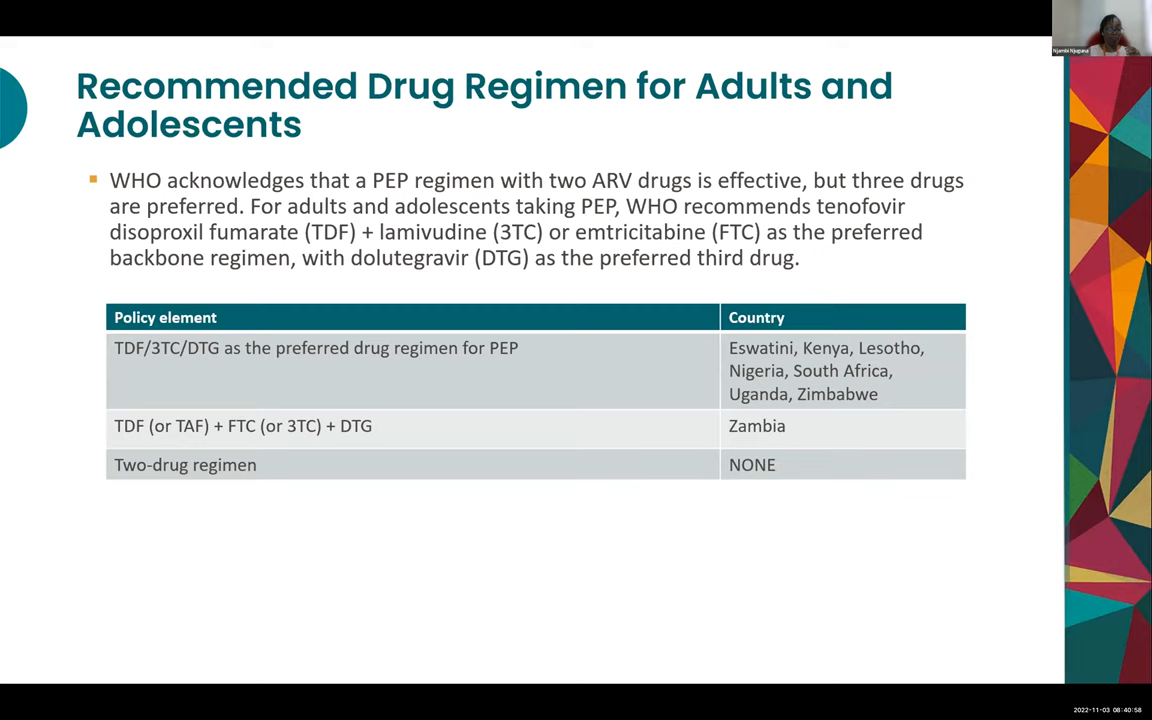 Recommended Drug Regimen for Adults and
Adolescents
WHO acknowledges that a PEP regimen with two ARV drugs is effective, but three drugs
are preferred. For adults and adolescents taking PEP, WHO recommends tenofovir
disoproxil fumarate (TDF) + lamivudine (3TC) or emtricitabine (FTC) as the preferred
backbone regimen, with dolutegravir (DTG) as the preferred third drug.
Policy element Country
TDF/3TC/DTG as the preferred drug regimen for PEP Eswatini, Kenya, Lesotho,
Nigeria, South Africa,
Uganda, Zimbabwe
TDF (or TAF) + FTC (or 3TC) + DTG Zambia
Two-drug regimen NONE
Njambi Njuguna
2022-11-03 08:40:58